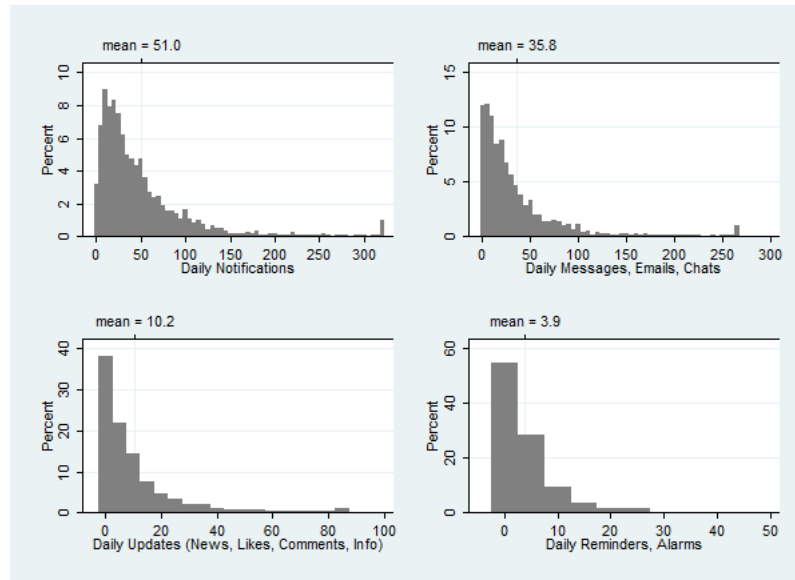 mean = 51.0
Percent
10
8
6
4
2
0
0 50 100 150 200 250 300
Daily Notifications
mean = 35.8
Percent
15
10
5
0
0 50 100 150 200 250 300
Daily Messages, Emails, Chats
mean = 10.2
Percent
40
30
20
10
0
0 20 40 60 80 100
Daily Updates (News, Likes, Comments, Info)
mean = 3.9
Percent
60
40
20
0
0 10 20 30 40 50
Daily Reminders, Alarms